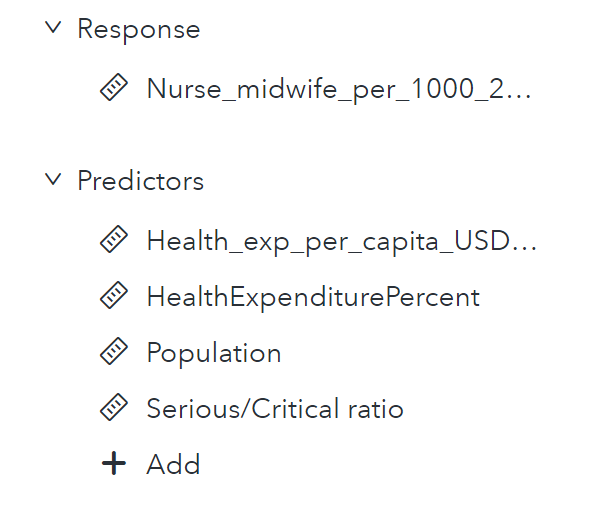 Response
Nurse_midwife_per_1000_2...
Predictors
Health_exp_per_capita_USD...
HealthExpenditurePercent
Population
Serious/Critical ratio
Add